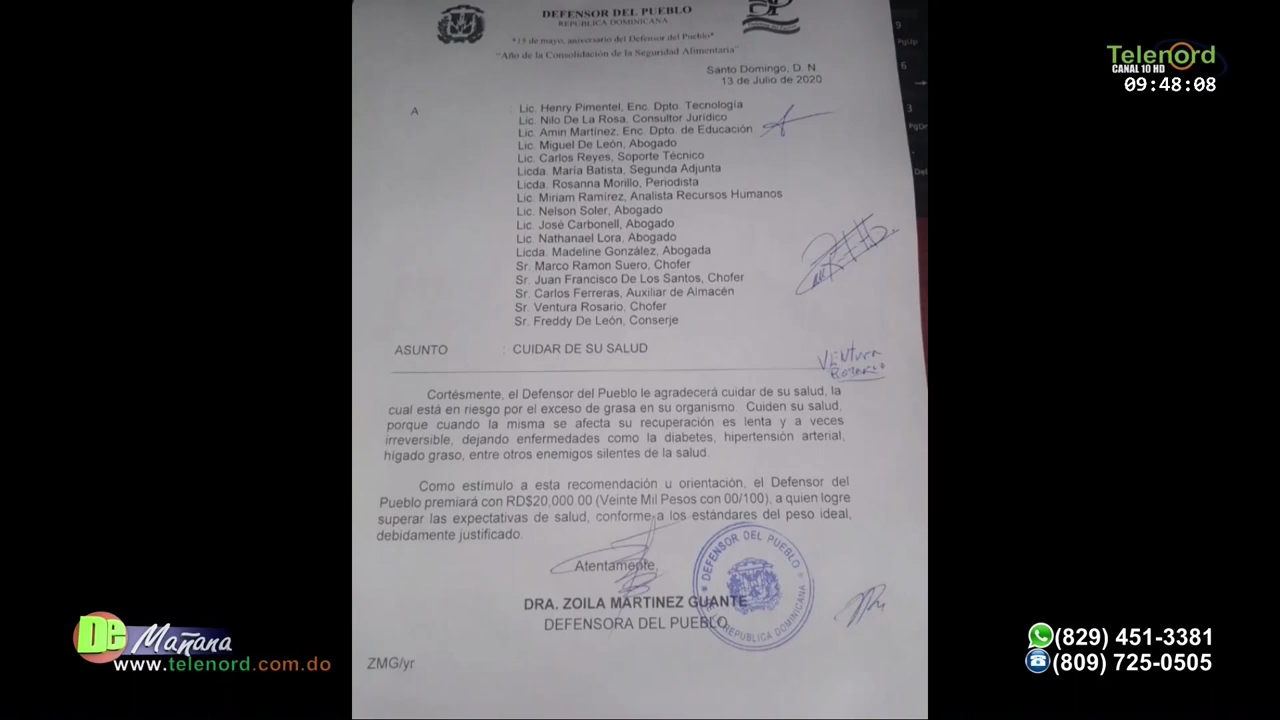 DEFENSOR DEL PUEBLO
REPUBLICA DOMINICANA
"15 de mayo, aniversario del Defensor del Pueblo"
"Año de la Consolidación de la Seguridad Alimentaria"
Santo Domingo, D. N.
13 de Julio de 2020
A : Lic. Henry Pimentel, Enc. Dpto. Tecnología
Lic. Nilo De La Rosa, Consultor Jurídico
Lic. Amin Martínez, Enc. Dpto. de Educación
Lic. Miguel De León, Abogado
Lic. Carlos Reyes, Soporte Técnico
Licda. María Batista, Segunda Adjunta
Licda. Rosanna Morillo, Periodista
Lic. Miriam Ramírez, Analista Recursos Humanos
Lic. Nelson Soler, Abogado
Lic. José Carbonell, Abogado
Lic. Nathanael Lora, Abogado
Licda. Madeline González, Abogada
Sr. Marco Ramon Suero, Chofer
Sr. Juan Francisco De Los Santos, Chofer
Sr. Carlos Ferreras, Auxiliar de Almacén
Sr. Ventura Rosario, Chofer
Sr. Freddy De León, Conserje
ASUNTO : CUIDAR DE SU SALUD
Ventura
Rosario
Cortésmente, el Defensor del Pueblo le agradecerá cuidar de su salud, la
cual está en riesgo por el exceso de grasa en su organismo. Cuiden su salud,
porque cuando la misma se afecta su recuperación es lenta y a veces
irreversible, dejando enfermedades como la diabetes, hipertensión arterial,
hígado graso, entre otros enemigos silentes de la salud.
Como estímulo a esta recomendación u orientación, el Defensor del
Pueblo premiará con RD$20,000.00 (Veinte Mil Pesos con 00/100), a quien logre
superar las expectativas de salud, conforme a los estándares del peso ideal,
debidamente justificado.
Atentamente,
DRA. ZOILA MARTINEZ GUANTE
DEFENSORA DEL PUEBLO
DEFENSOR DEL PUEBLO
REPUBLICA DOMINICANA
ZMG/yr
9
PgUp
6
3
PgDn
Del
Telenord
CANAL 10 HD
09:48:08
De Mañana
www.telenord.com.do
(829) 451-3381
(809) 725-0505